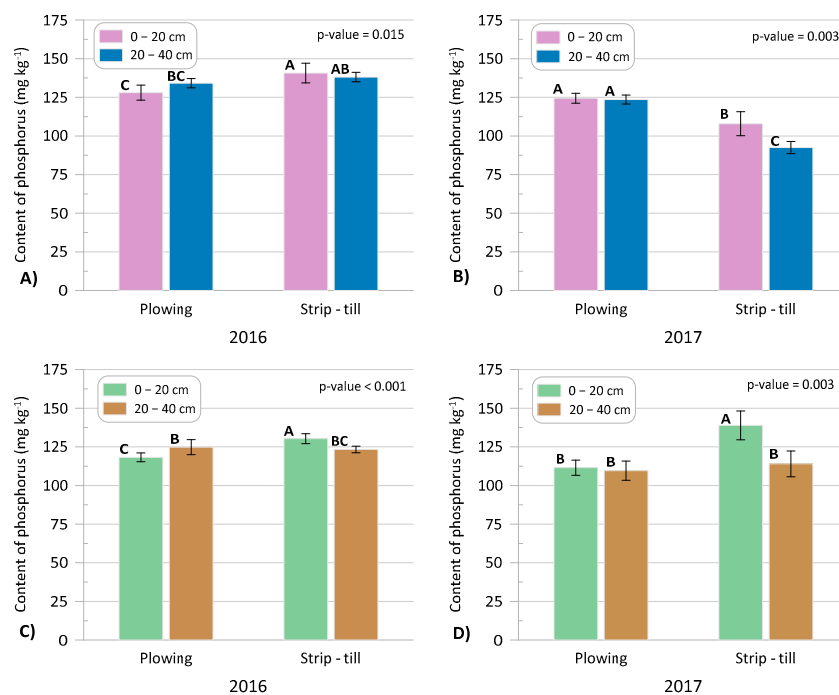 Content of phosphorus (mg kg⁻¹)
175
150
125
100
75
50
25
0
0 – 20 cm
20 – 40 cm
p-value = 0.015
C
BC
A
AB
A)
Plowing
Strip - till
2016
Content of phosphorus (mg kg⁻¹)
175
150
125
100
75
50
25
0
0 – 20 cm
20 – 40 cm
p-value = 0.003
A
A
B
C
B)
Plowing
Strip - till
2017
Content of phosphorus (mg kg⁻¹)
175
150
125
100
75
50
25
0
0 – 20 cm
20 – 40 cm
p-value < 0.001
C
B
A
BC
C)
Plowing
Strip - till
2016
Content of phosphorus (mg kg⁻¹)
175
150
125
100
75
50
25
0
0 – 20 cm
20 – 40 cm
p-value = 0.003
B
B
A
B
D)
Plowing
Strip - till
2017